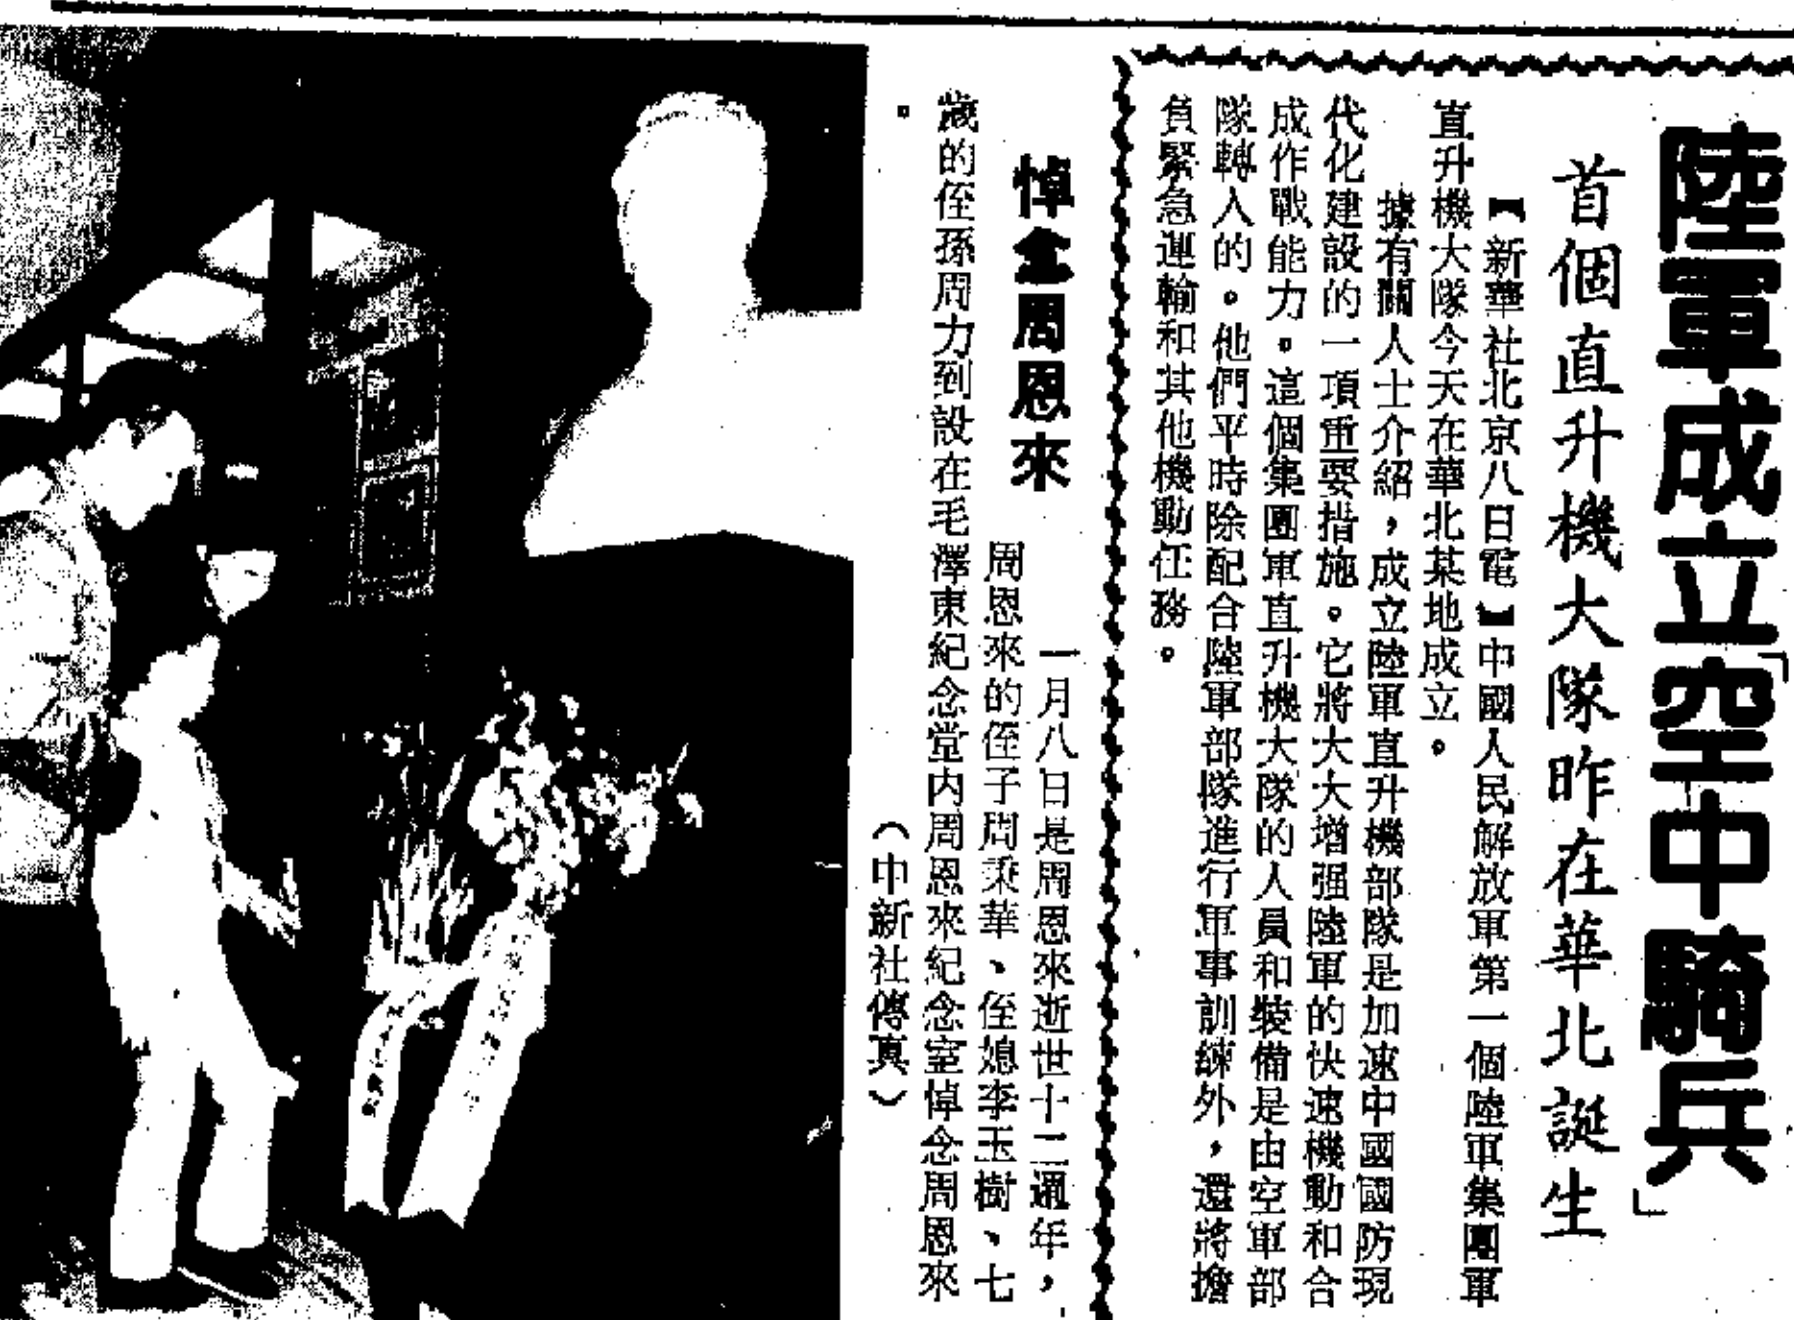 陸軍成立「空中騎兵」
首個直升機大隊昨在華北誕生
【新華社北京八日電】中國人民解放軍第一個陸軍集團軍
直升機大隊今天在華北某地成立。
據有關人士介紹，成立陸軍直升機部隊是加速中國國防現
代化建設的一項重要措施。它將大大增强陸軍的快速機動和合
成作戰能力。這個集團軍直升機大隊的人員和裝備是由空軍部
隊轉入的。他們平時除配合陸軍部隊進行軍事訓練外，還將擔
負緊急運輸和其他機動任務。
悼念周恩來
一月八日是周恩來逝世十二週年，
周恩來的侄子周秉華、侄媳李玉樹、七
歲的侄孫周力到設在毛澤東紀念堂內周恩來紀念室悼念周恩來
。
（中新社傳真）